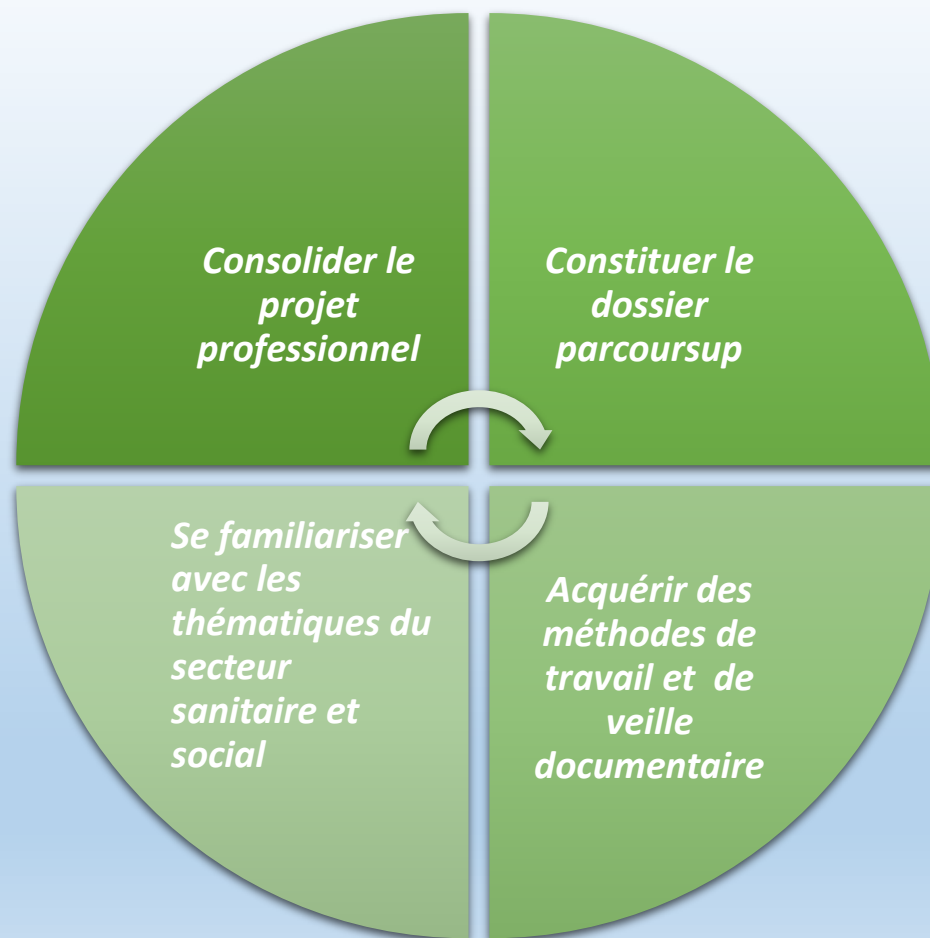 Consolider le
projet
professionnel
Constituer le
dossier
parcoursup
Se familiariser
avec les
thématiques du
secteur
sanitaire et
social
Acquérir des
méthodes de
travail et de
veille
documentaire